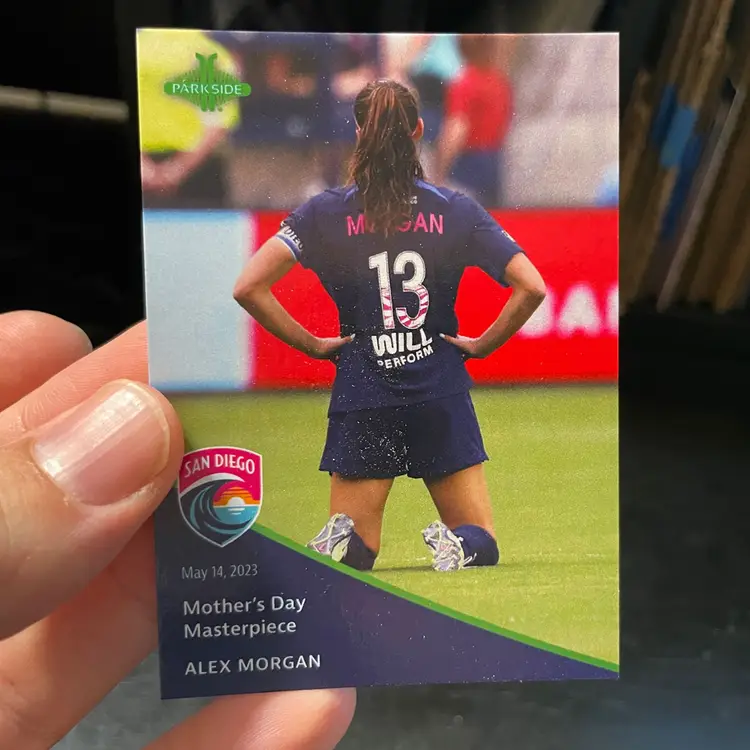 PARKSIDE
MORGAN
13
WILL
PERFORM
SAN DIEGO
May 14, 2023
Mother's Day
Masterpiece
ALEX MORGAN